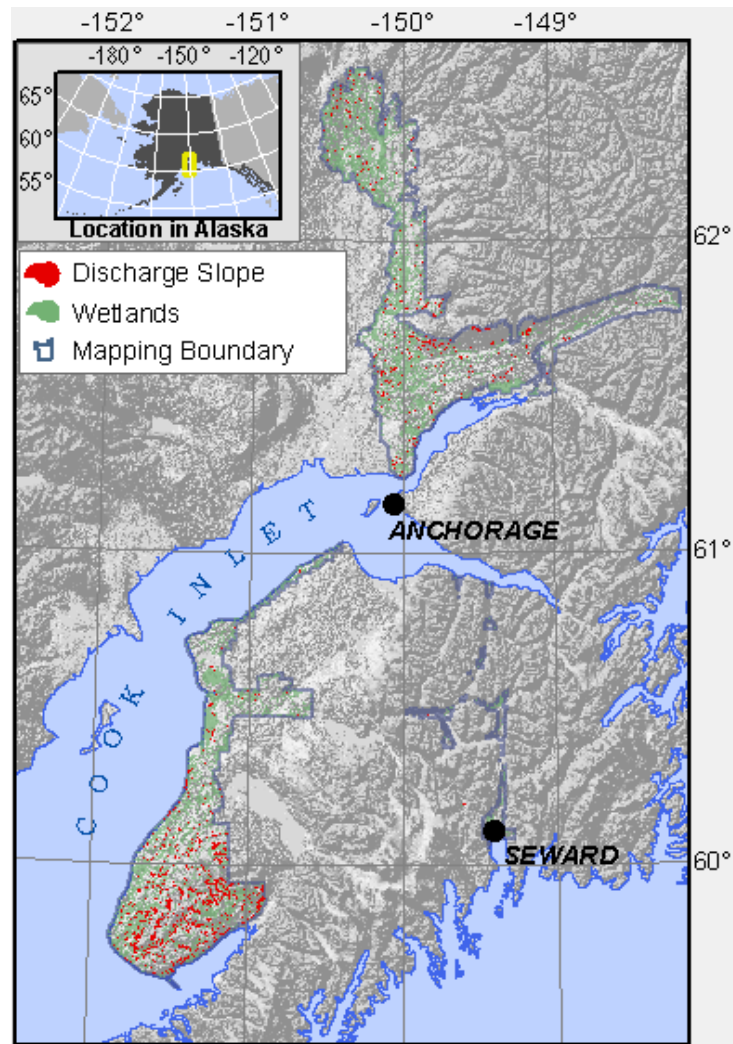 -152° -151° -150° -149°
-180° -150° -120°
65°
60°
55°
Location in Alaska
Discharge Slope
Wetlands
Mapping Boundary
62°
ANCHORAGE
61°
COOK INLET
SEWARD
60°